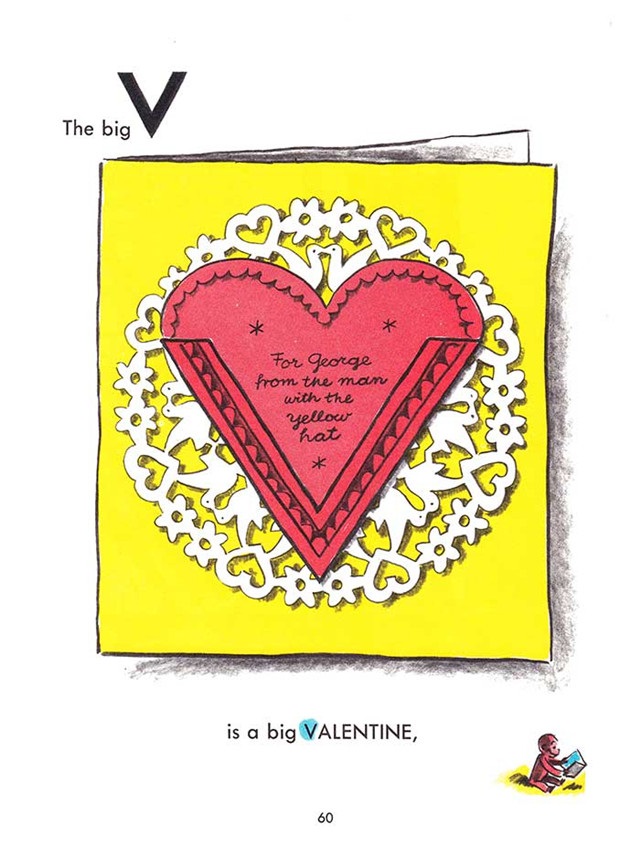 The big V
For George
from the man
with the
yellow
hat
is a big VALENTINE,
60